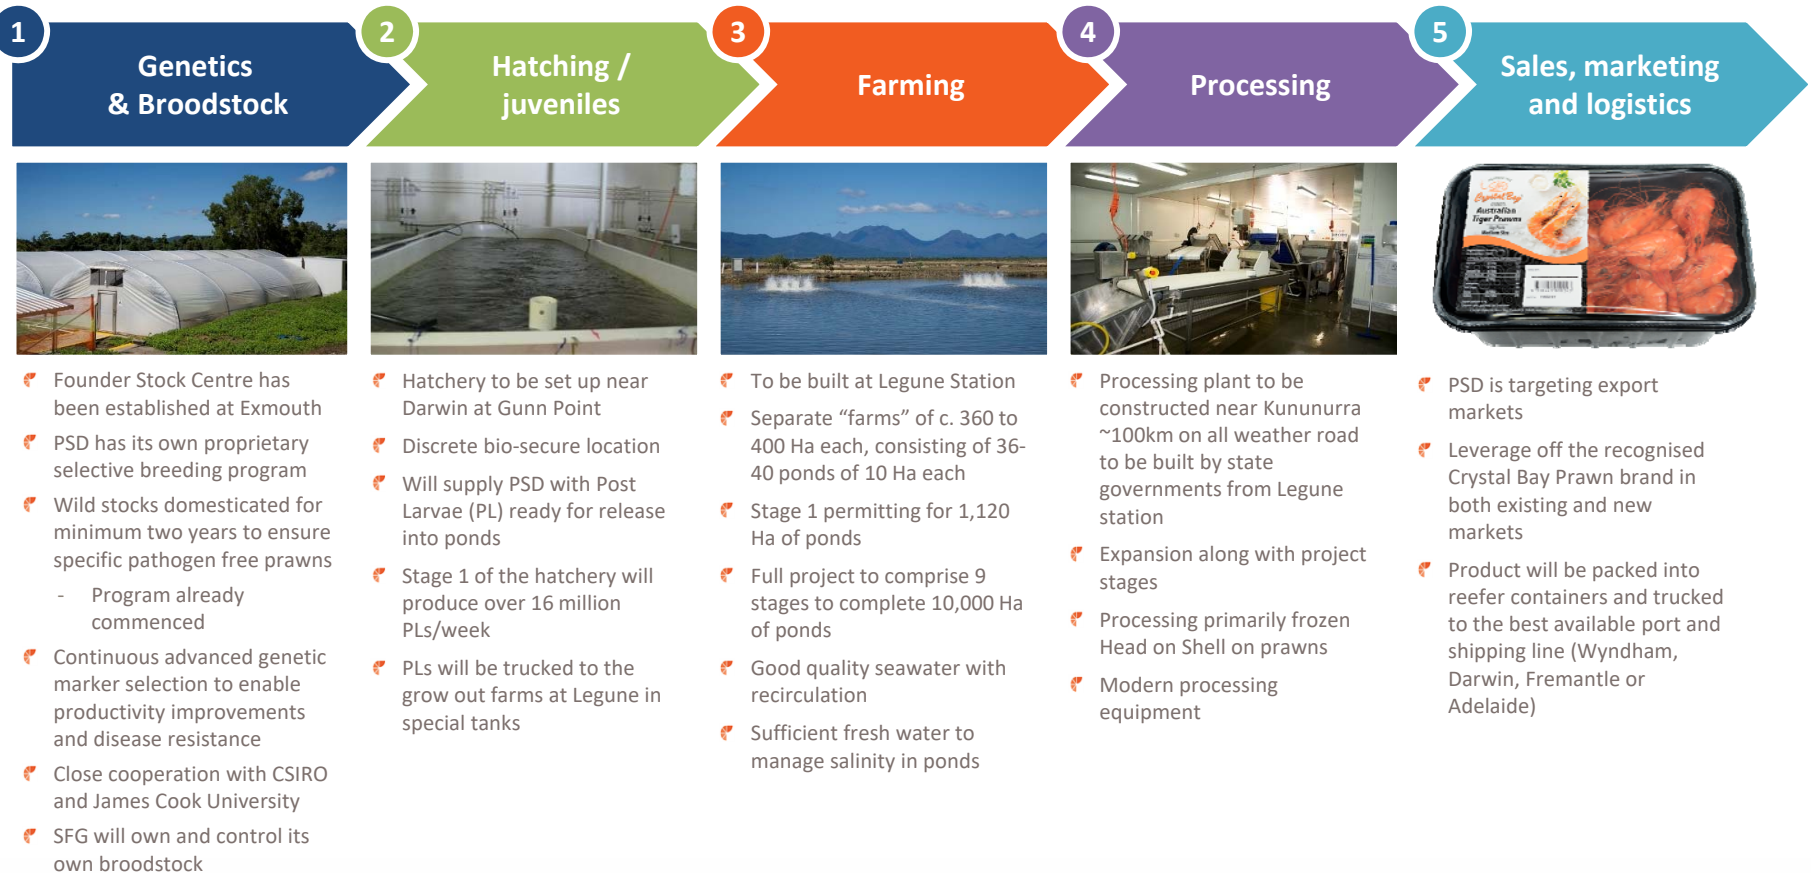 1
Genetics
& Broodstock
Founder Stock Centre has
been established at Exmouth
PSD has its own proprietary
selective breeding program
Wild stocks domesticated for
minimum two years to ensure
specific pathogen free prawns
- Program already
commenced
Continuous advanced genetic
marker selection to enable
productivity improvements
and disease resistance
Close cooperation with CSIRO
and James Cook University
SFG will own and control its
own broodstock
2
Hatching /
juveniles
Hatchery to be set up near
Darwin at Gunn Point
Discrete bio-secure location
Will supply PSD with Post
Larvae (PL) ready for release
into ponds
Stage 1 of the hatchery will
produce over 16 million
PLs/week
PLs will be trucked to the
grow out farms at Legune in
special tanks
3
Farming
To be built at Legune Station
Separate “farms” of c. 360 to
400 Ha each, consisting of 36-
40 ponds of 10 Ha each
Stage 1 permitting for 1,120
Ha of ponds
Full project to comprise 9
stages to complete 10,000 Ha
of ponds
Good quality seawater with
recirculation
Sufficient fresh water to
manage salinity in ponds
4
Processing
Processing plant to be
constructed near Kununurra
~100km on all weather road
to be built by state
governments from Legune
station
Expansion along with project
stages
Processing primarily frozen
Head on Shell on prawns
Modern processing
equipment
5
Sales, marketing
and logistics
Crystal Bay
Australian
Tiger Prawns
PSD is targeting export
markets
Leverage off the recognised
Crystal Bay Prawn brand in
both existing and new
markets
Product will be packed into
reefer containers and trucked
to the best available port and
shipping line (Wyndham,
Darwin, Fremantle or
Adelaide)